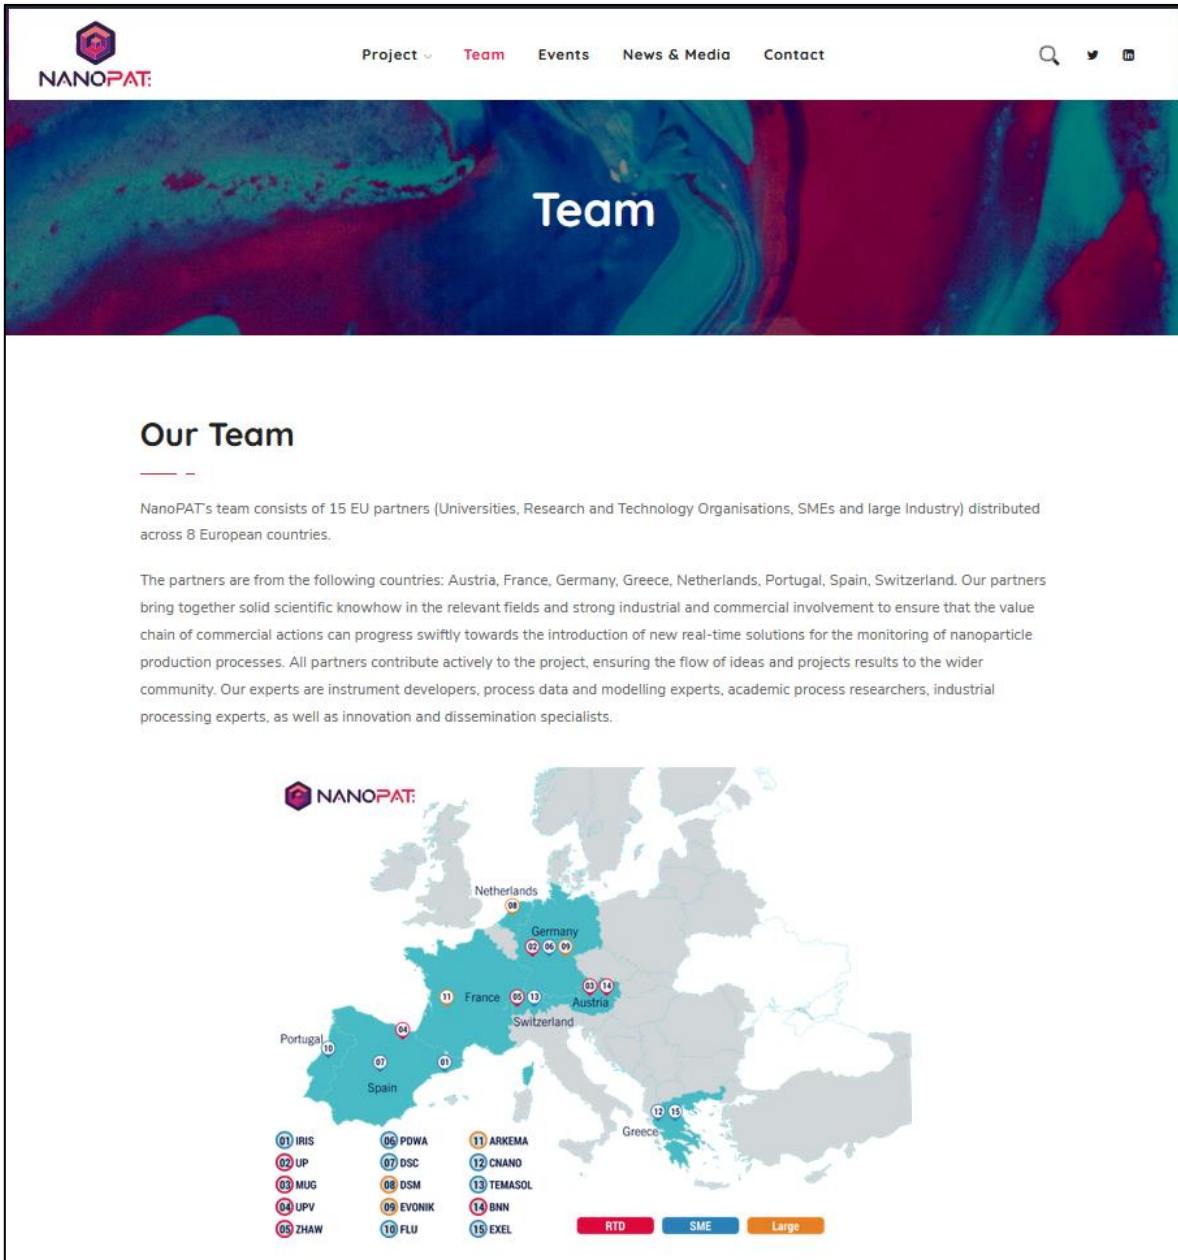 NANOPAT:
Project
Team
Events
News & Media
Contact
Team
Our Team
NanoPAT's team consists of 15 EU partners (Universities, Research and Technology Organisations, SMEs and large Industry) distributed
across 8 European countries.
The partners are from the following countries: Austria, France, Germany, Greece, Netherlands, Portugal, Spain, Switzerland. Our partners
bring together solid scientific knowhow in the relevant fields and strong industrial and commercial involvement to ensure that the value
chain of commercial actions can progress swiftly towards the introduction of new real-time solutions for the monitoring of nanoparticle
production processes. All partners contribute actively to the project, ensuring the flow of ideas and projects results to the wider
community. Our experts are instrument developers, process data and modelling experts, academic process researchers, industrial
processing experts, as well as innovation and dissemination specialists.
NANOPAT:
Netherlands
08
Germany
02 06 09
03 14
11 France 05 13 Austria
Switzerland
04
Portugal
10
07 01
Spain
12 15
Greece
01 IRIS
02 UP
03 MUG
04 UPV
05 ZHAW
06 PDWA
07 DSC
08 DSM
09 EVONIK
10 FLU
11 ARKEMA
12 CNANO
13 TEMASOL
14 BNN
15 EXEL
RTD
SME
Large